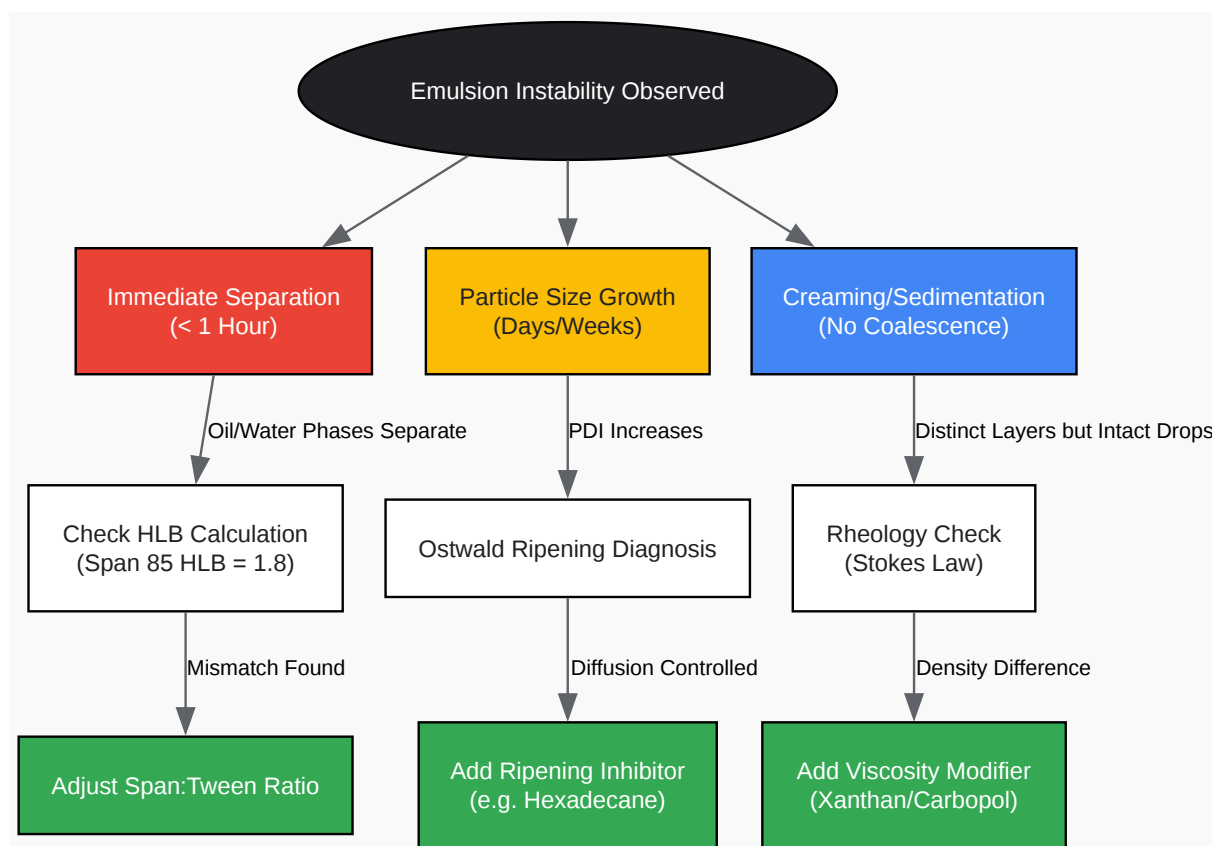 Emulsion Instability Observed
Immediate Separation
(< 1 Hour)
Particle Size Growth
(Days/Weeks)
Creaming/Sedimentation
(No Coalescence)
Oil/Water Phases Separate
PDI Increases
Distinct Layers but Intact Drops
Check HLB Calculation
(Span 85 HLB = 1.8)
Ostwald Ripening Diagnosis
Rheology Check
(Stokes Law)
Mismatch Found
Diffusion Controlled
Density Difference
Adjust Span:Tween Ratio
Add Ripening Inhibitor
(e.g. Hexadecane)
Add Viscosity Modifier
(Xanthan/Carbopol)